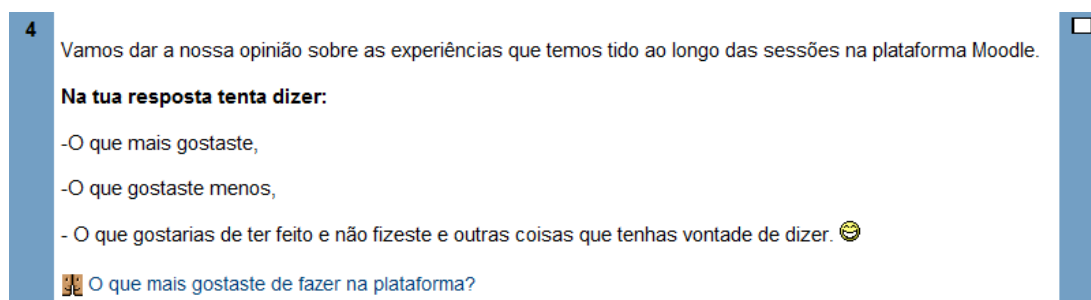 4
Vamos dar a nossa opinião sobre as experiências que temos tido ao longo das sessões na plataforma Moodle.
Na tua resposta tenta dizer:
-O que mais gostaste,
-O que gostaste menos,
- O que gostarias de ter feito e não fizeste e outras coisas que tenhas vontade de dizer.
O que mais gostaste de fazer na plataforma?